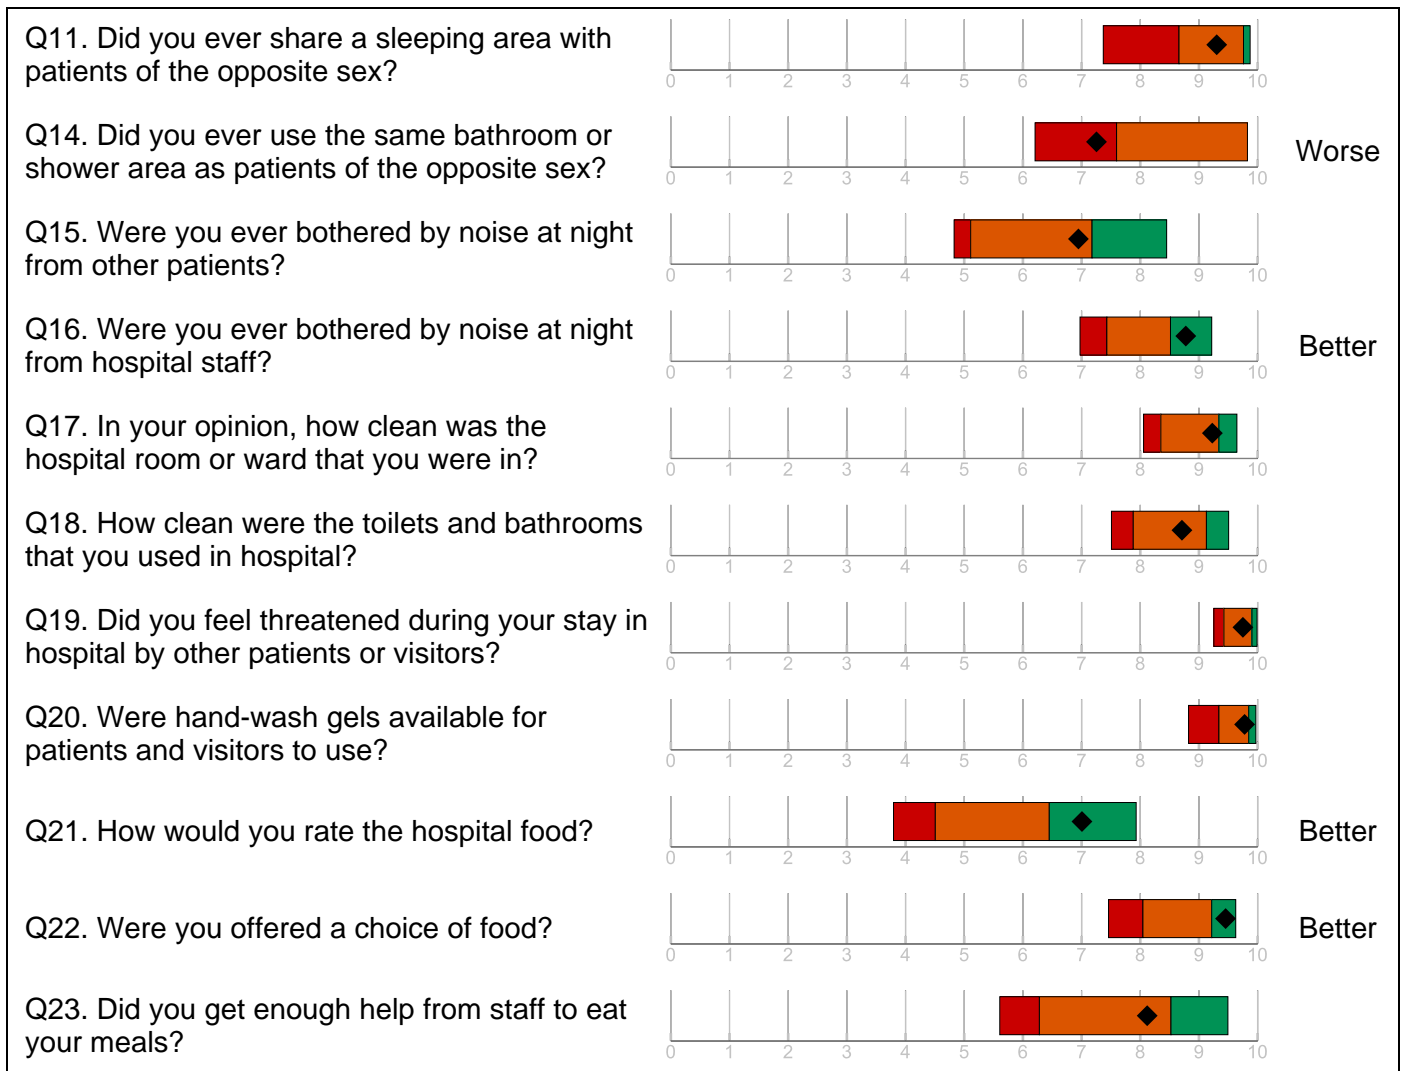 Q11. Did you ever share a sleeping area with
patients of the opposite sex?
0 1 2 3 4 5 6 7 8 9 10
Q14. Did you ever use the same bathroom or
shower area as patients of the opposite sex?
Worse
0 1 2 3 4 5 6 7 8 9 10
Q15. Were you ever bothered by noise at night
from other patients?
0 1 2 3 4 5 6 7 8 9 10
Q16. Were you ever bothered by noise at night
from hospital staff?
Better
0 1 2 3 4 5 6 7 8 9 10
Q17. In your opinion, how clean was the
hospital room or ward that you were in?
0 1 2 3 4 5 6 7 8 9 10
Q18. How clean were the toilets and bathrooms
that you used in hospital?
0 1 2 3 4 5 6 7 8 9 10
Q19. Did you feel threatened during your stay in
hospital by other patients or visitors?
0 1 2 3 4 5 6 7 8 9 10
Q20. Were hand-wash gels available for
patients and visitors to use?
0 1 2 3 4 5 6 7 8 9 10
Q21. How would you rate the hospital food?
Better
0 1 2 3 4 5 6 7 8 9 10
Q22. Were you offered a choice of food?
Better
0 1 2 3 4 5 6 7 8 9 10
Q23. Did you get enough help from staff to eat
your meals?
0 1 2 3 4 5 6 7 8 9 10